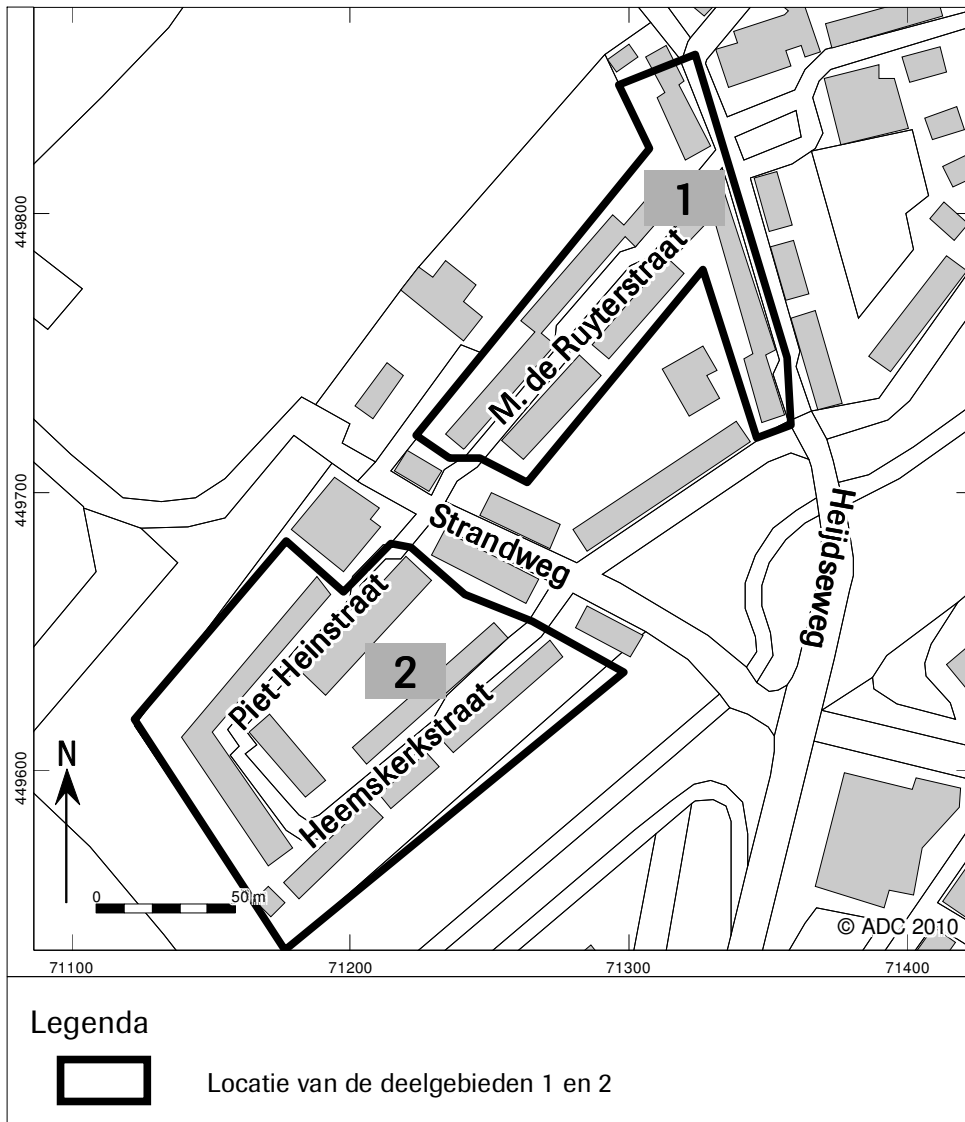 449800
449700
449600
1
M. de Ruyterstraat
Strandweg
Heijdseweg
Piet Heinstraat
2
Heemskerkstraat
N
0 50 m
© ADC 2010
71100 71200 71300 71400
Legenda
Locatie van de deelgebieden 1 en 2